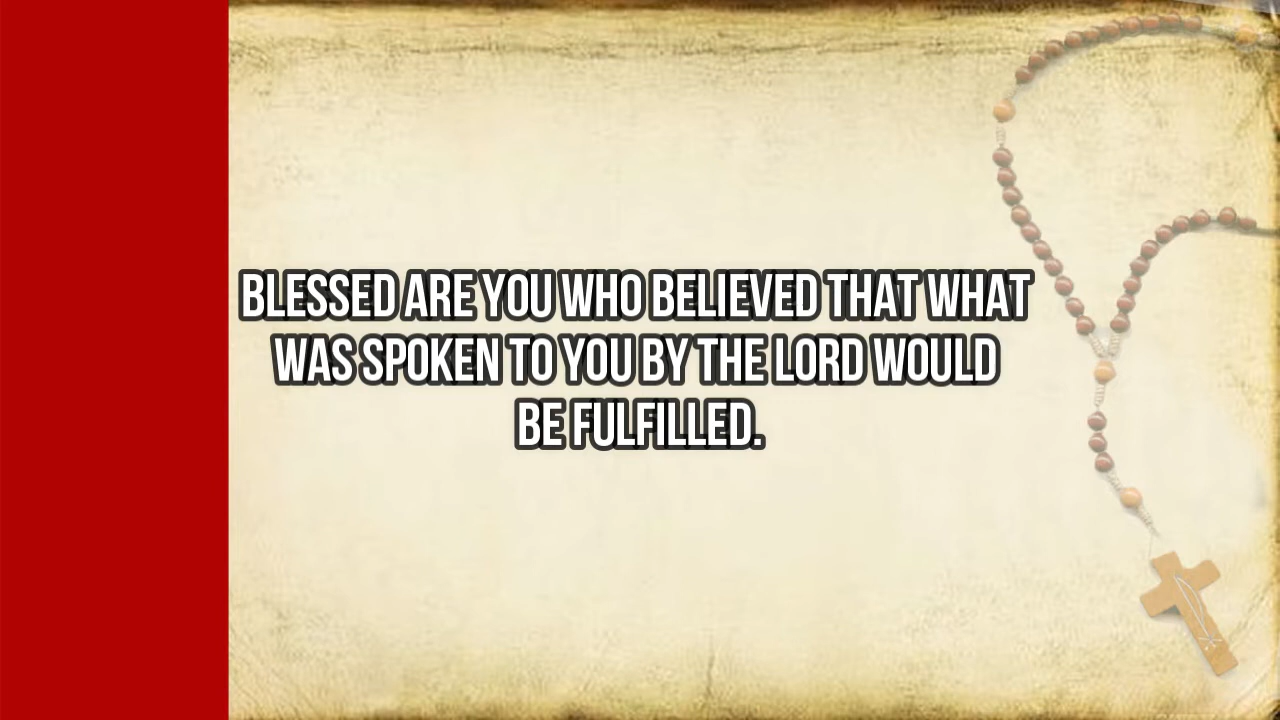 BLESSED ARE YOU WHO BELIEVED THAT WHAT
WAS SPOKEN TO YOU BY THE LORD WOULD
BE FULFILLED.